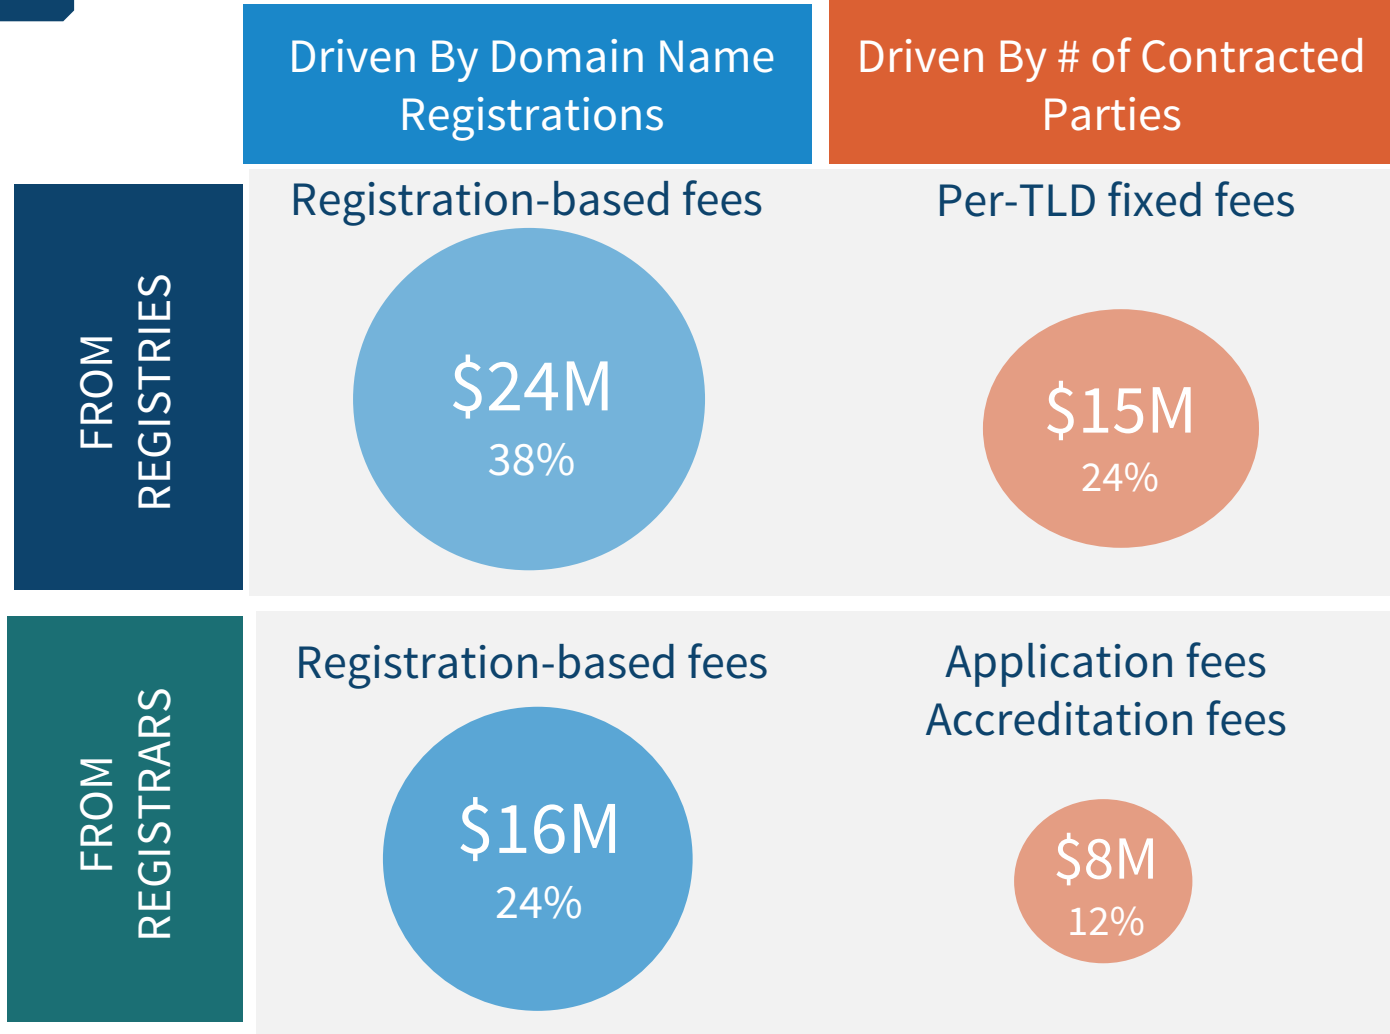 Driven By Domain Name
Registrations
Driven By # of Contracted
Parties
FROM
REGISTRIES
Registration-based fees
$24M
38%
Per-TLD fixed fees
$15M
24%
FROM
REGISTRARS
Registration-based fees
$16M
24%
Application fees
Accreditation fees
$8M
12%